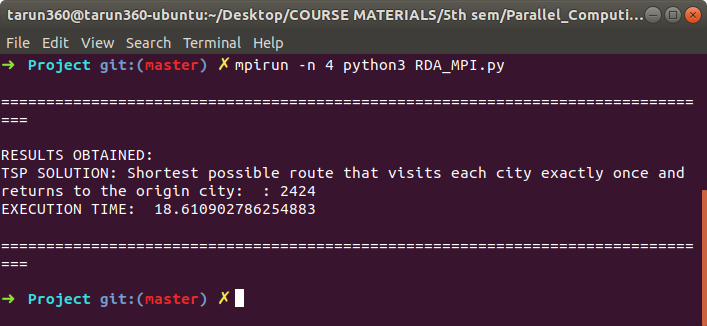 tarun360@tarun360-ubuntu:~/Desktop/COURSE MATERIALS/5th sem/Parallel_Computi...
File Edit View Search Terminal Help
➜ Project git:(master) ✗ mpirun -n 4 python3 RDA_MPI.py
=============================================================================
===
RESULTS OBTAINED:
TSP SOLUTION: Shortest possible route that visits each city exactly once and
returns to the origin city:  : 2424
EXECUTION TIME:  18.610902786254883
=============================================================================
===
➜ Project git:(master) ✗